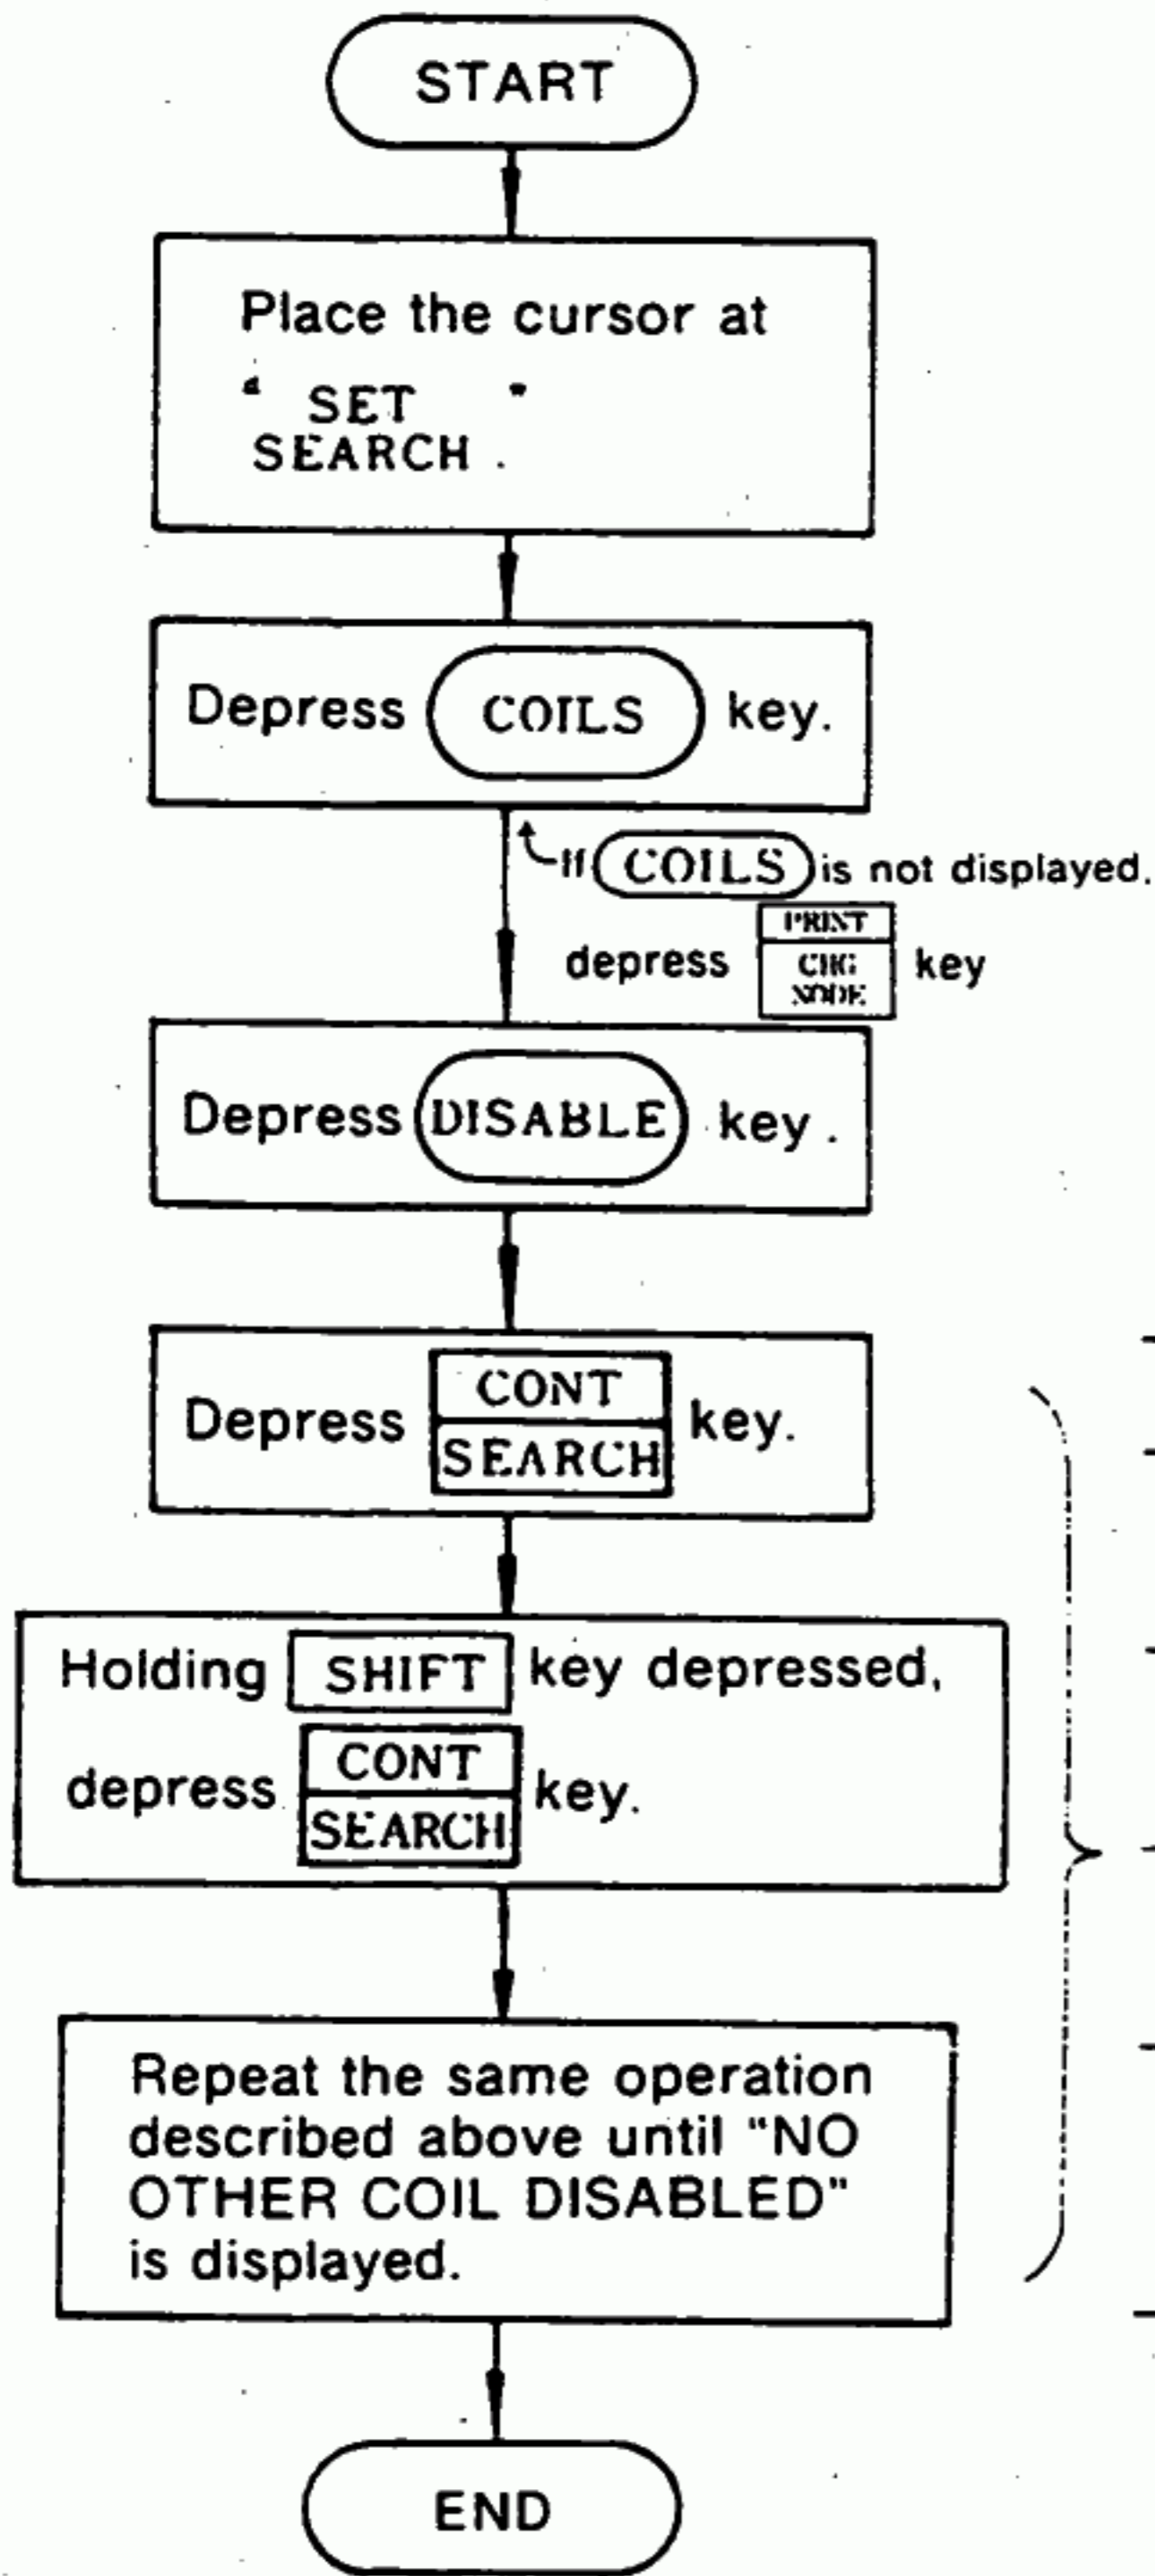 START
Place the cursor at
" SET "
SEARCH .
Depress COILS key.
If COILS is not displayed.
depress PRINT CHG NODE key
Depress DISABLE key.
Depress CONT SEARCH key.
Holding SHIFT key depressed,
depress CONT SEARCH key.
Repeat the same operation
described above until "NO
OTHER COIL DISABLED"
is displayed.
END